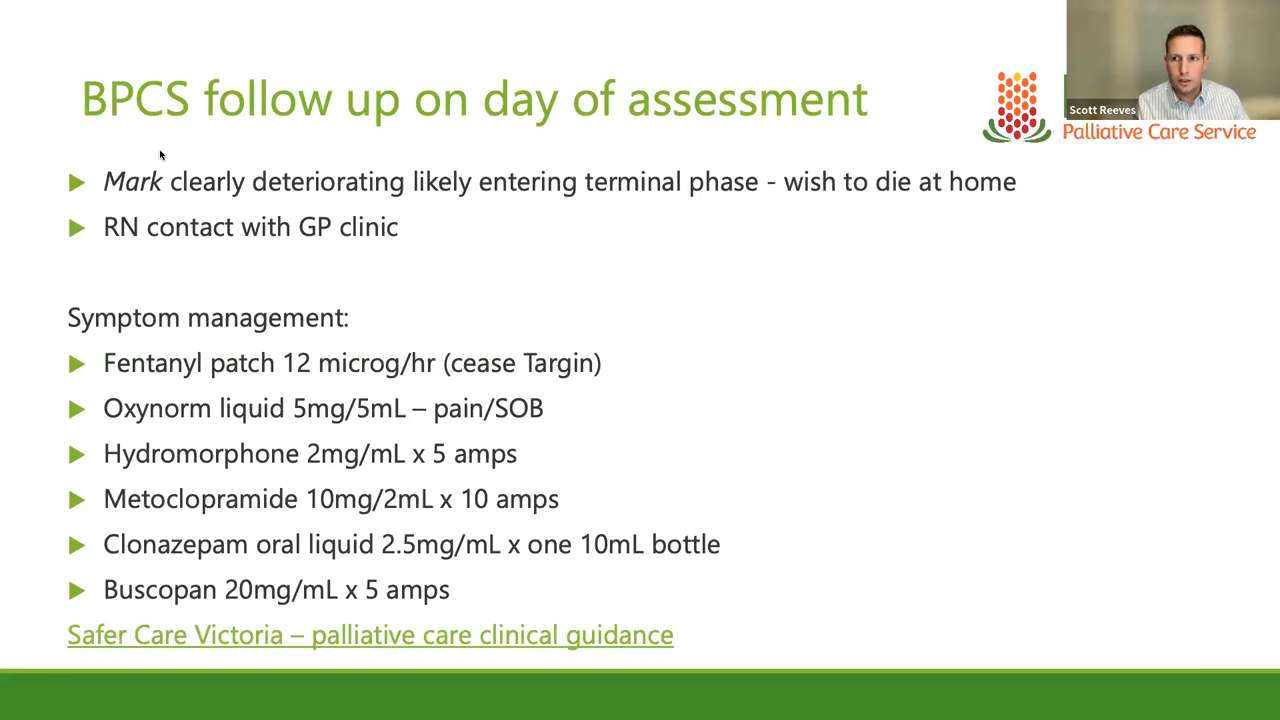 BPCS follow up on day of assessment
Scott Reeves
Palliative Care Service
Mark clearly deteriorating likely entering terminal phase - wish to die at home
RN contact with GP clinic
Symptom management:
Fentanyl patch 12 microg/hr (cease Targin)
Oxynorm liquid 5mg/5mL – pain/SOB
Hydromorphone 2mg/mL x 5 amps
Metoclopramide 10mg/2mL x 10 amps
Clonazepam oral liquid 2.5mg/mL x one 10mL bottle
Buscopan 20mg/mL x 5 amps
Safer Care Victoria – palliative care clinical guidance